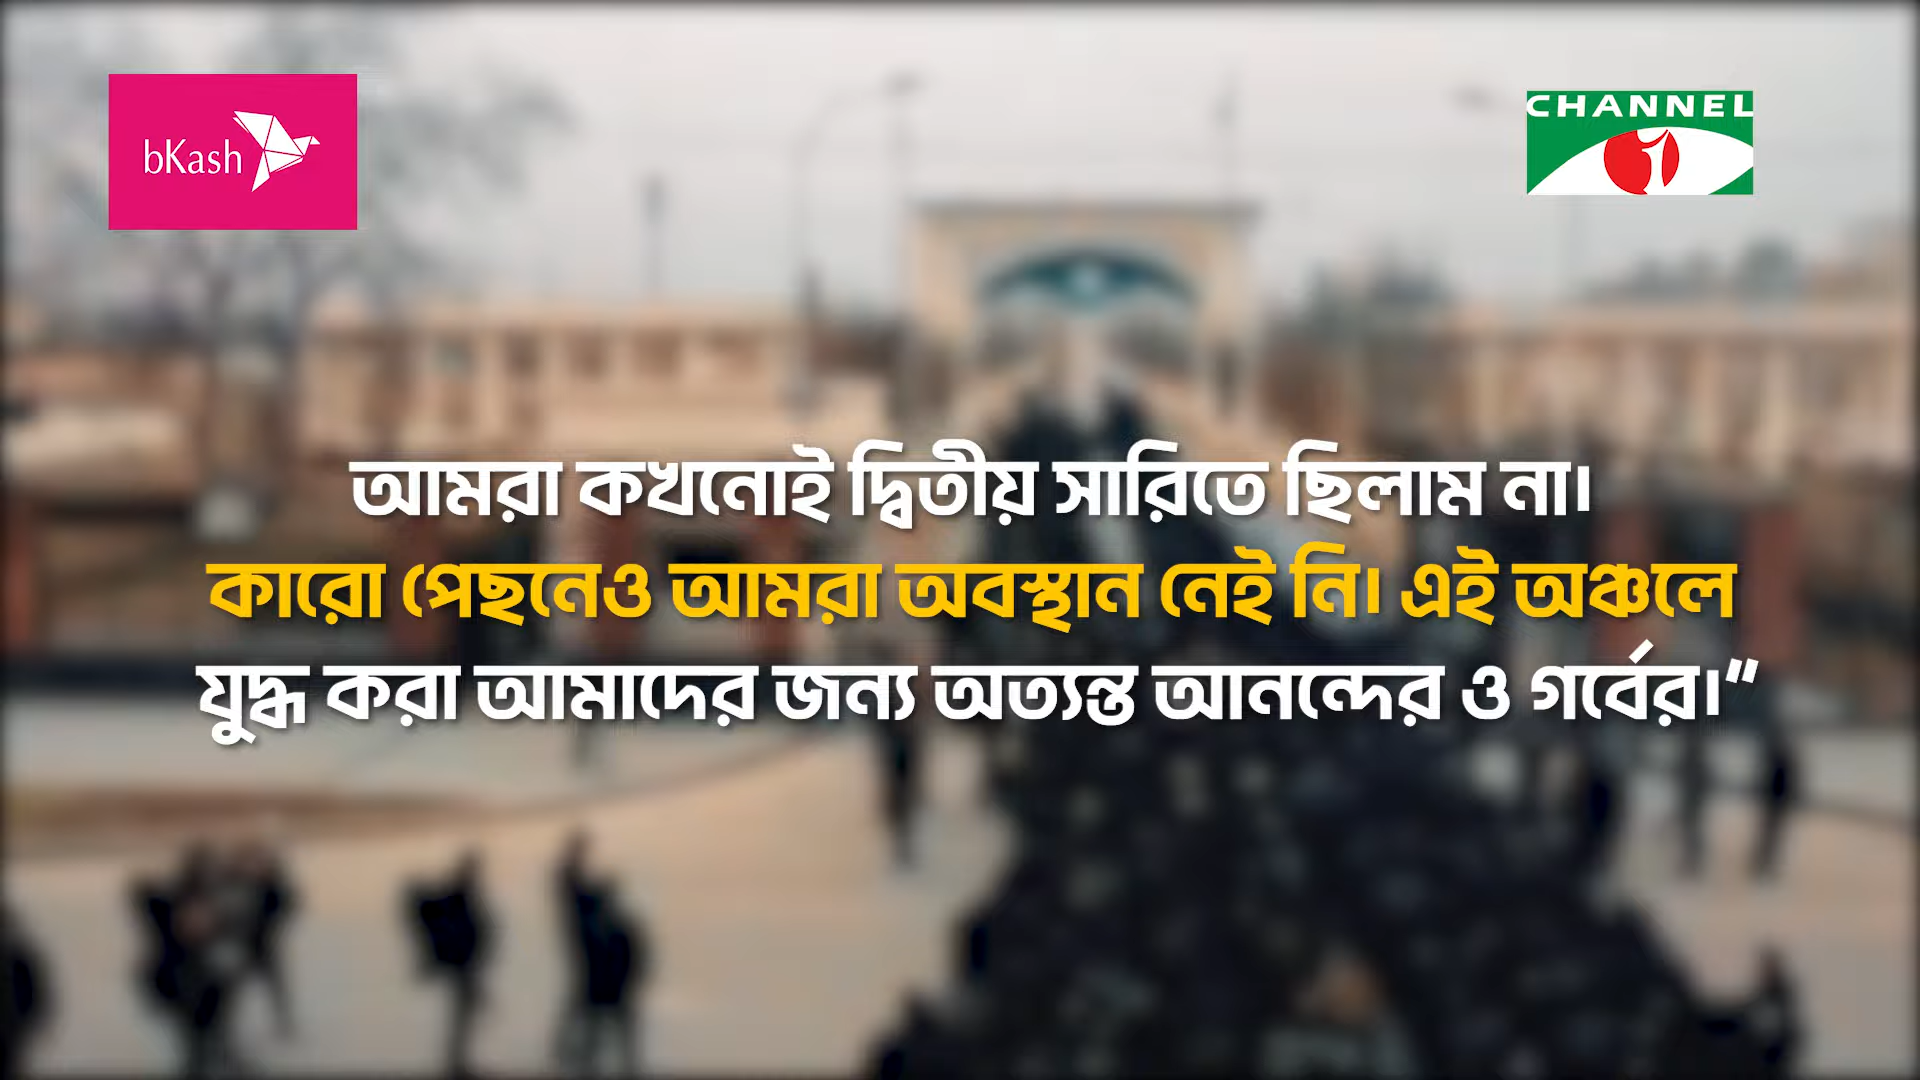 bKash
CHANNEL i
আমরা কখনোই দ্বিতীয় সারিতে ছিলাম না।
কারো পেছনেও আমরা অবস্থান নেই নি। এই অঞ্চলে
যুদ্ধ করা আমাদের জন্য অত্যন্ত আনন্দের ও গর্বের।”